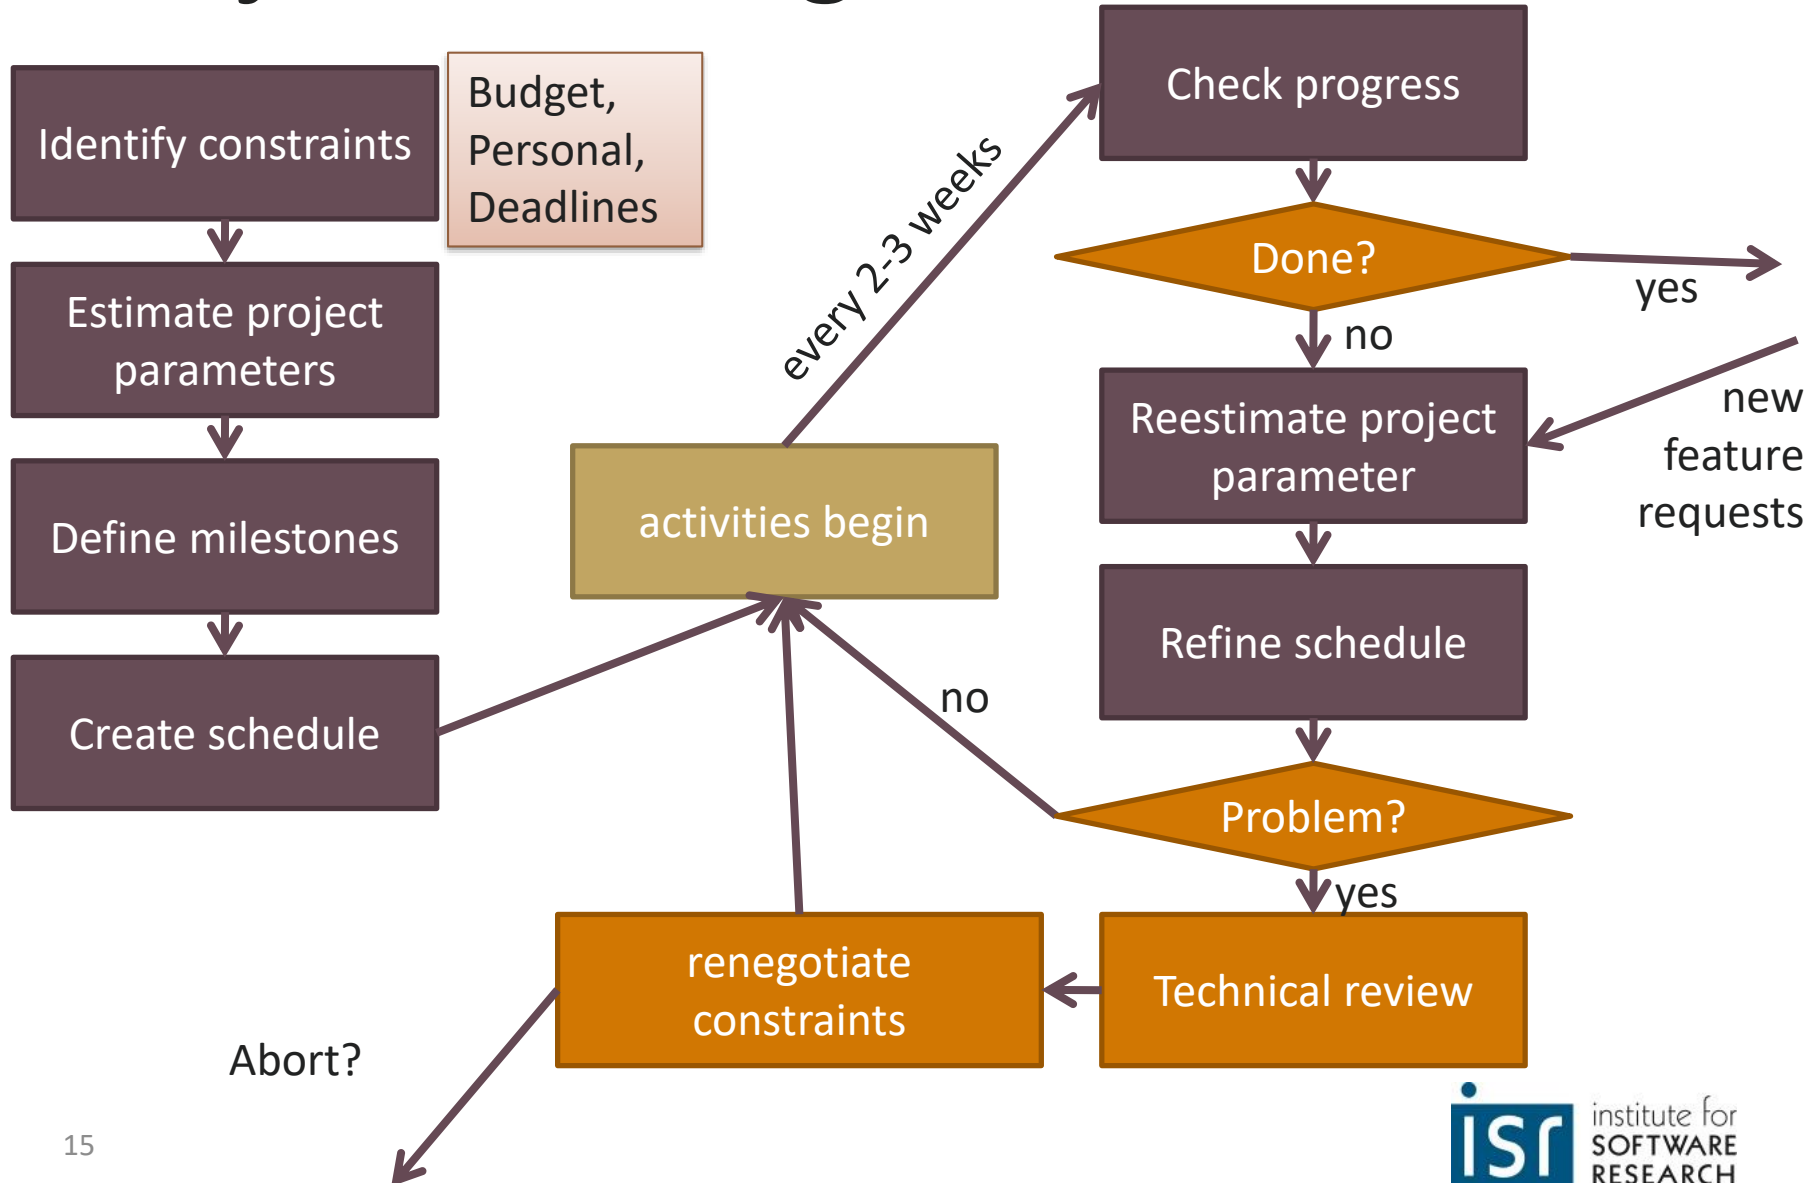 Identify constraints
Budget,
Personal,
Deadlines
Estimate project
parameters
Define milestones
Create schedule
activities begin
every 2-3 weeks
Check progress
Done?
yes
no
new
feature
requests
Reestimate project
parameter
Refine schedule
Problem?
no
yes
Technical review
renegotiate
constraints
Abort?
15
isr
institute for
SOFTWARE
RESEARCH